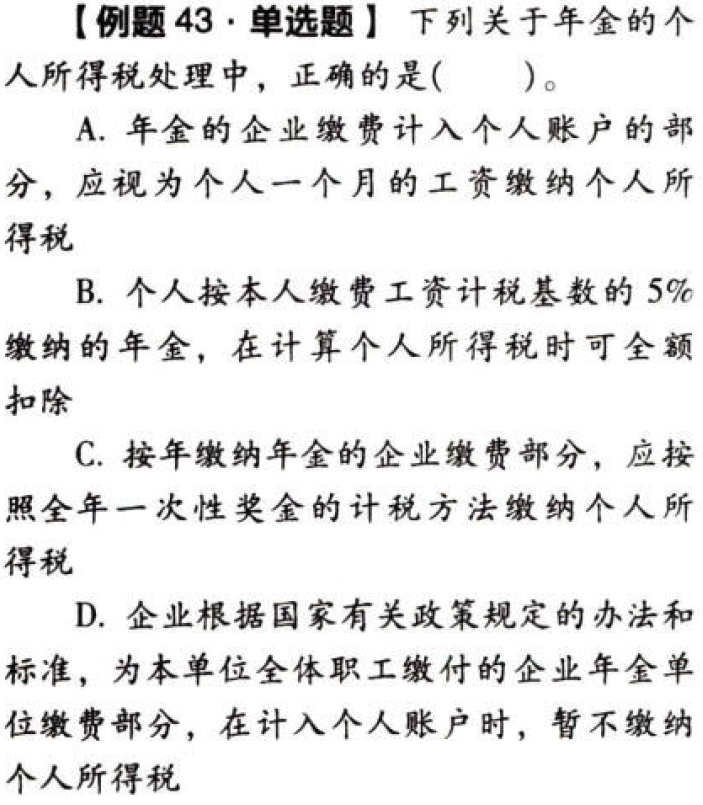 【例题 43·单选题】 下列关于年金的个
人所得税处理中，正确的是(　　)。
A. 年金的企业缴费计入个人账户的部
分，应视为个人一个月的工资缴纳个人所
得税
B. 个人按本人缴费工资计税基数的 5%
缴纳的年金，在计算个人所得税时可全额
扣除
C. 按年缴纳年金的企业缴费部分，应按
照全年一次性奖金的计税方法缴纳个人所
得税
D. 企业根据国家有关政策规定的办法和
标准，为本单位全体职工缴付的企业年金单
位缴费部分，在计入个人账户时，暂不缴纳
个人所得税